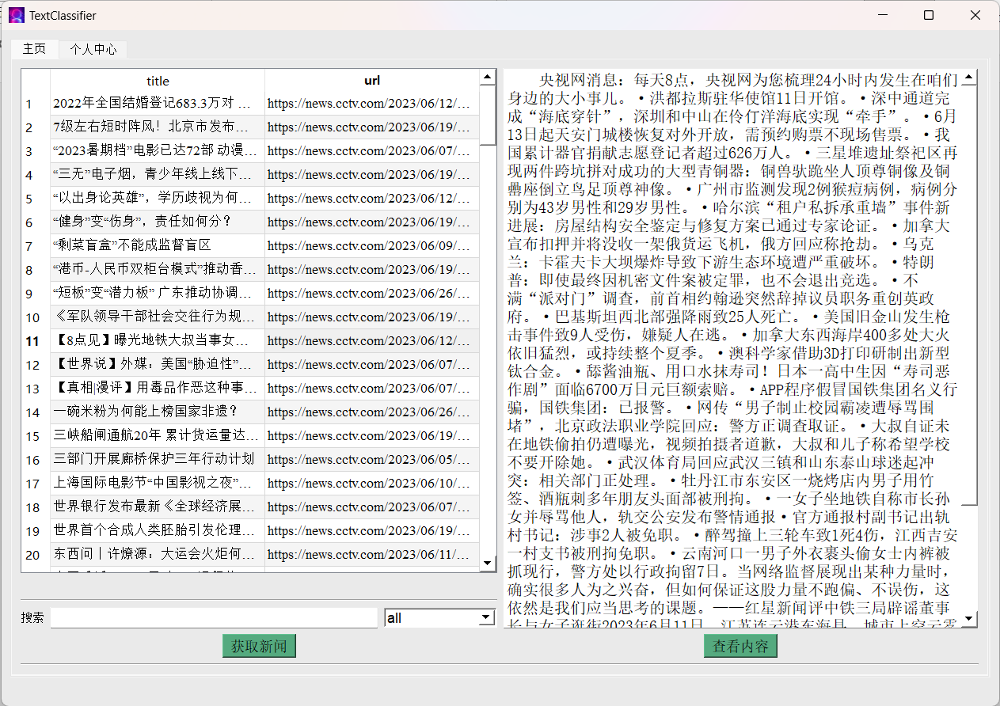 TextClassifier
主页 个人中心
title url
1 2022年全国结婚登记683.3万对 … https://news.cctv.com/2023/06/12/…
2 7级左右短时阵风！北京市发布… https://news.cctv.com/2023/06/19/…
3 “2023暑期档”电影已达72部 动漫… https://news.cctv.com/2023/06/07/…
4 “三无”电子烟，青少年线上线下… https://news.cctv.com/2023/06/19/…
5 “以出身论英雄”，学历歧视为何… https://news.cctv.com/2023/06/12/…
6 “健身”变“伤身”，责任如何分？ https://news.cctv.com/2023/06/19/…
7 “剩菜盲盒”不能成监督盲区 https://news.cctv.com/2023/06/09/…
8 “港币-人民币双柜台模式”推动香… https://news.cctv.com/2023/06/19/…
9 “短板”变“潜力板” 广东推动协调… https://news.cctv.com/2023/06/26/…
10 《军队领导干部社会交往行为规… https://news.cctv.com/2023/06/19/…
11 【8点见】曝光地铁大叔当事女… https://news.cctv.com/2023/06/12/…
12 【世界说】外媒：美国“胁迫性”… https://news.cctv.com/2023/06/07/…
13 【真相|漫评】用毒品作恶这种事… https://news.cctv.com/2023/06/07/…
14 一碗米粉为何能上榜国家非遗？ https://news.cctv.com/2023/06/26/…
15 三峡船闸通航20年 累计货运量达… https://news.cctv.com/2023/06/19/…
16 三部门开展廊桥保护三年行动计划 https://news.cctv.com/2023/06/05/…
17 上海国际电影节“中国影视之夜”… https://news.cctv.com/2023/06/10/…
18 世界银行发布最新《全球经济展… https://news.cctv.com/2023/06/07/…
19 世界首个合成人类胚胎引发伦理… https://news.cctv.com/2023/06/19/…
20 东西问｜许燎源：大运会火炬何… https://news.cctv.com/2023/06/11/…
搜索 all
获取新闻
央视网消息：每天8点，央视网为您梳理24小时内发生在咱们
身边的大小事儿。•洪都拉斯驻华使馆11日开馆。•深中通道完
成“海底穿针”，深圳和中山在伶仃洋海底实现“牵手”。•6月
13日起天安门城楼恢复对外开放，需预约购票不现场售票。•我
国累计器官捐献志愿登记者超过626万人。•三星堆遗址祭祀区再
现两件跨坑拼对成功的大型青铜器：铜兽驮跪坐人顶尊铜像及铜
罍座倒立鸟足顶尊神像。•广州市监测发现2例猴痘病例，病例分
别为43岁男性和29岁男性。•哈尔滨“租户私拆承重墙”事件新
进展：房屋结构安全鉴定与修复方案已通过专家论证。•加拿大
宣布扣押并将没收一架俄货运飞机，俄方回应称抢劫。•乌克
兰：卡霍夫卡大坝爆炸导致下游生态环境遭严重破坏。•特朗
普：即使最终因机密文件案被定罪，也不会退出竞选。•不
满“派对门”调查，前首相约翰逊突然辞掉议员职务重创英政
府。•巴基斯坦西北部强降雨致25人死亡。•美国旧金山发生枪
击事件致9人受伤，嫌疑人在逃。•加拿大东西海岸400多处大火
依旧猛烈，或持续整个夏季。•澳科学家借助3D打印研制出新型
钛合金。•舔酱油瓶、用口水抹寿司！日本一高中生因“寿司恶
作剧”面临6700万日元巨额索赔。•APP程序假冒国铁集团名义行
骗，国铁集团：已报警。•网传“男子制止校园霸凌遭辱骂围
堵”，北京政法职业学院回应：警方正调查取证。•大叔自证未
在地铁偷拍仍遭曝光，视频拍摄者道歉，大叔和儿子称希望学校
不要开除她。•武汉体育局回应武汉三镇和山东泰山球迷起冲
突：相关部门正处理。•牡丹江市东安区一烧烤店内男子用竹
签、酒瓶刺多年朋友头面部被刑拘。•一女子坐地铁自称市长孙
女并辱骂他人，轨交公安发布警情通报•官方通报村副书记出轨
村书记：涉事2人被免职。•醉驾撞上三轮车致1死4伤，江西吉安
一村支书被刑拘免职。•云南河口一男子外衣裹头偷女士内裤被
抓现行，警方处以行政拘留7日。当网络监督展现出某种力量时，
确实很多人为之兴奋，但如何保证这股力量不跑偏、不误伤，这
依然是我们应当思考的课题。——红星新闻评中铁三局辟谣董事
长与女子逛街2023年6月11日，江苏连云港东海县，城市上空云雾
查看内容